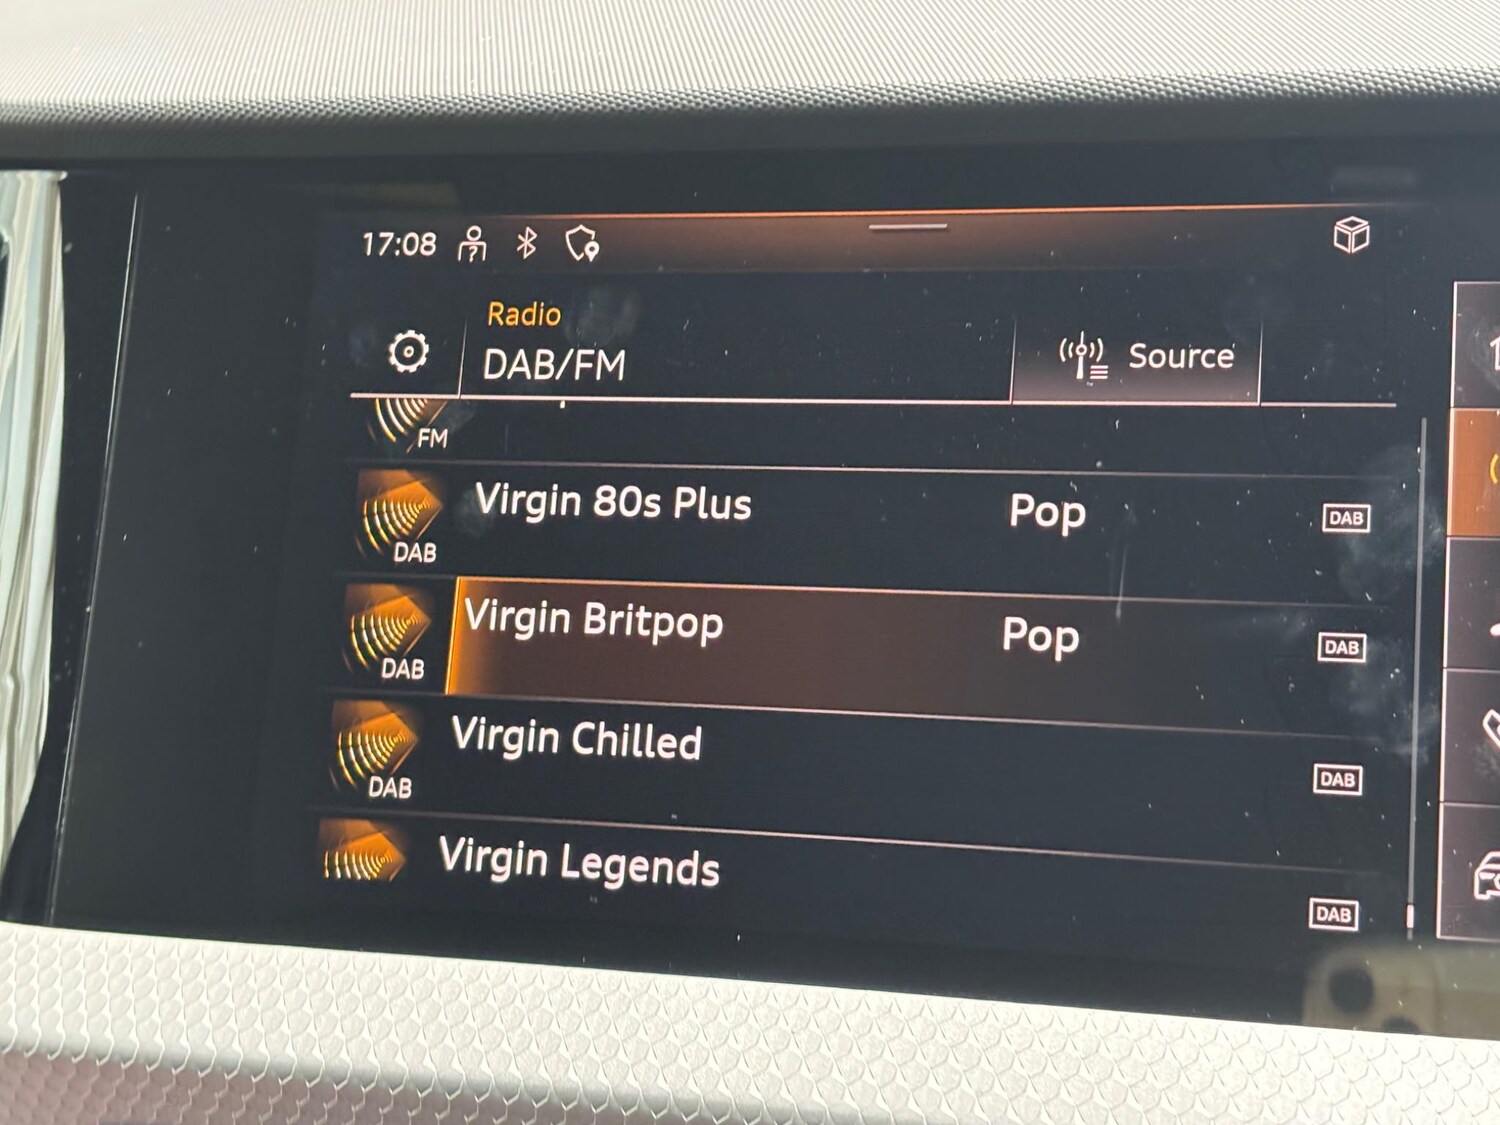 17:08
Radio
DAB/FM
Source
FM
Virgin 80s Plus Pop DAB
DAB
Virgin Britpop Pop DAB
DAB
Virgin Chilled DAB
DAB
Virgin Legends DAB